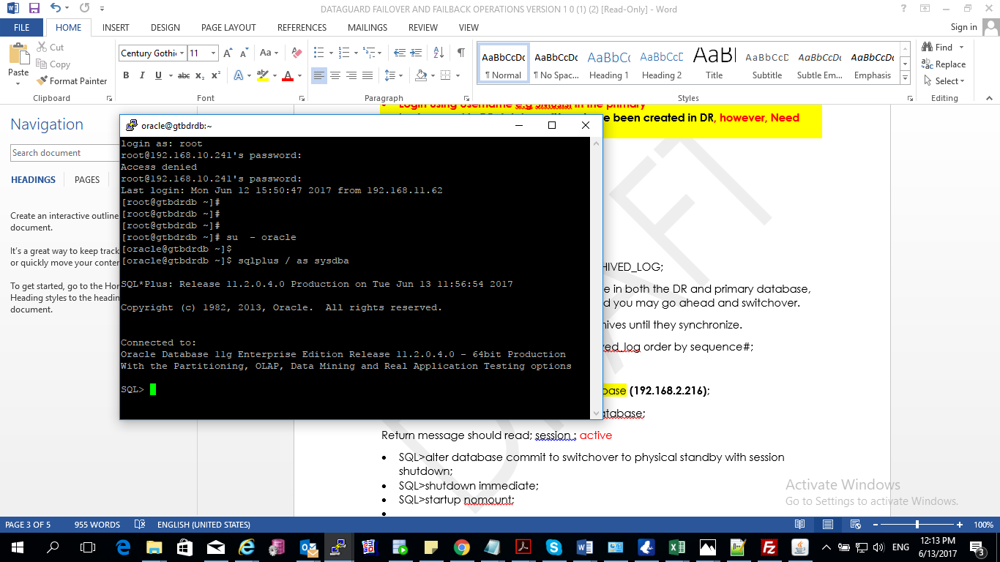 DATAGUARD FAILOVER AND FAILBACK OPERATIONS VERSION 1 0 (1) (2) [Read-Only] - Word
FILE HOME INSERT DESIGN PAGE LAYOUT REFERENCES MAILINGS REVIEW VIEW Sign in
Paste
Cut
Copy
Format Painter
Clipboard
Century Gothi 11
Font
Paragraph
AaBbCcDc AaBbCcDc AaBbCc AaBbCcD AaBb AaBbCcD AaBbCcDc AaBbCcDc
¶ Normal ¶ No Spac... Heading 1 Heading 2 Title Subtitle Subtle Em... Emphasis
Styles
Find
Replace
Select
Editing
Navigation
Search document
HEADINGS PAGES
Create an interactive outline
document.
It's a great way to keep track
or quickly move your conten
To get started, go to the Hor
Heading styles to the headin
document.
Login using username e.g. in the primary
been created in DR, however, Need
HIVED_LOG;
e in both the DR and primary database,
d you may go ahead and switchover.
hives until they synchronize.
ved_log order by sequence#;
base (192.168.2.216);
atabase;
Return message should read; session : active
• SQL>alter database commit to switchover to physical standby with session
shutdown;
• SQL>shutdown immediate;
• SQL>startup nomount;
•
DRAFT
oracle@gtbdrdb:~
login as: root
root@192.168.10.241's password:
Access denied
root@192.168.10.241's password:
Last login: Mon Jun 12 15:50:47 2017 from 192.168.11.62
[root@gtbdrdb ~]#
[root@gtbdrdb ~]#
[root@gtbdrdb ~]#
[root@gtbdrdb ~]# su  - oracle
[oracle@gtbdrdb ~]$
[oracle@gtbdrdb ~]$ sqlplus / as sysdba
SQL*Plus: Release 11.2.0.4.0 Production on Tue Jun 13 11:56:54 2017
Copyright (c) 1982, 2013, Oracle.  All rights reserved.
Connected to:
Oracle Database 11g Enterprise Edition Release 11.2.0.4.0 - 64bit Production
With the Partitioning, OLAP, Data Mining and Real Application Testing options
SQL>
Activate Windows
Go to Settings to activate Windows.
PAGE 3 OF 5 955 WORDS ENGLISH (UNITED STATES) 100%
ENG
12:13 PM
6/13/2017
3